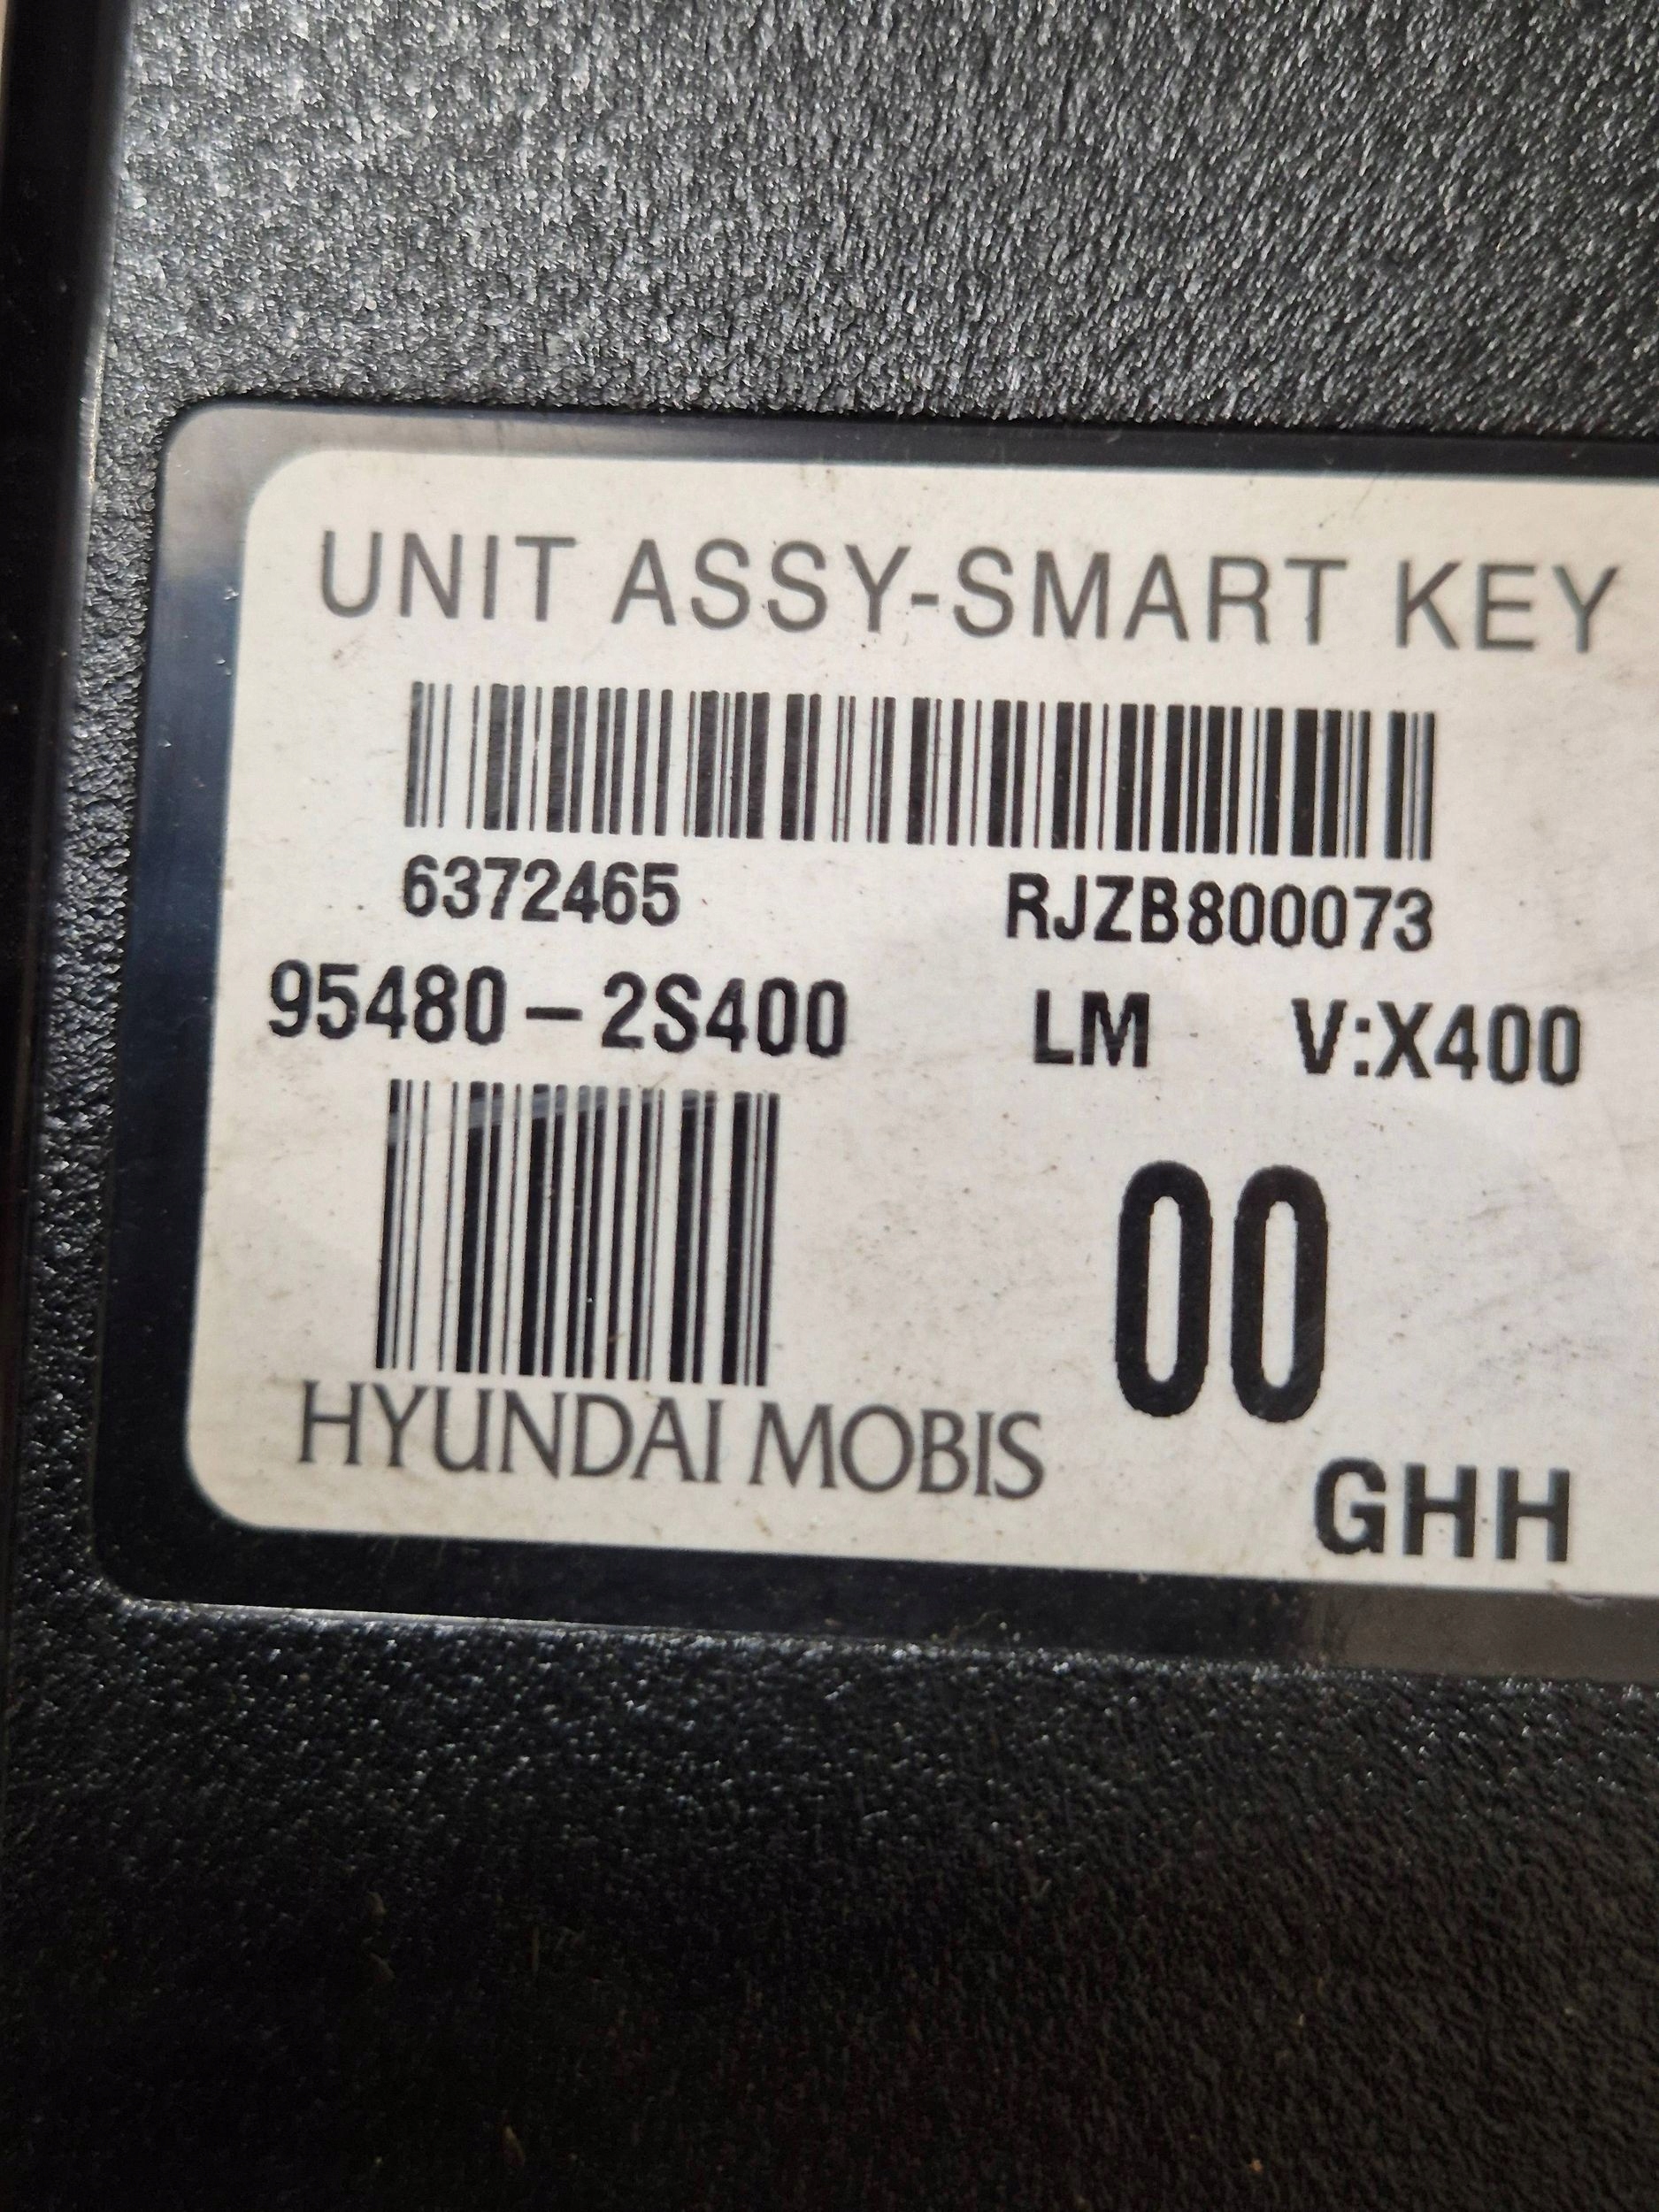 UNIT ASSY-SMART KEY
6372465 RJZB800073
95480-2S400 LM V:X400
00
HYUNDAI MOBIS
GHH